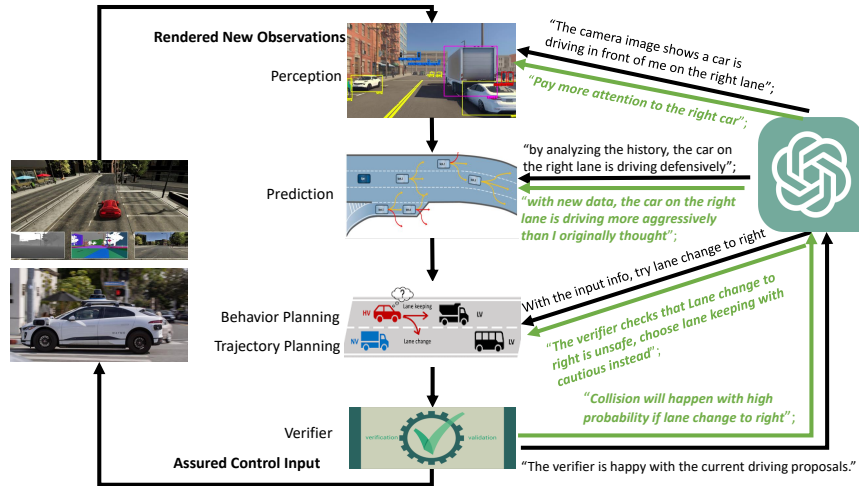 Rendered New Observations
Perception
"The camera image shows a car is
driving in front of me on the right lane";
"Pay more attention to the right car";
Prediction
"by analyzing the history, the car on
the right lane is driving defensively";
"with new data, the car on the right
lane is driving more aggressively
than I originally thought";
With the input info, try lane change to right
"The verifier checks that Lane change to
right is unsafe, choose lane keeping with
cautious instead";
Behavior Planning
Trajectory Planning
?
HV
Lane keeping
LV
NV
Lane change
LV
"Collision will happen with high
probability if lane change to right";
Verifier
verification
validation
Assured Control Input
"The verifier is happy with the current driving proposals."